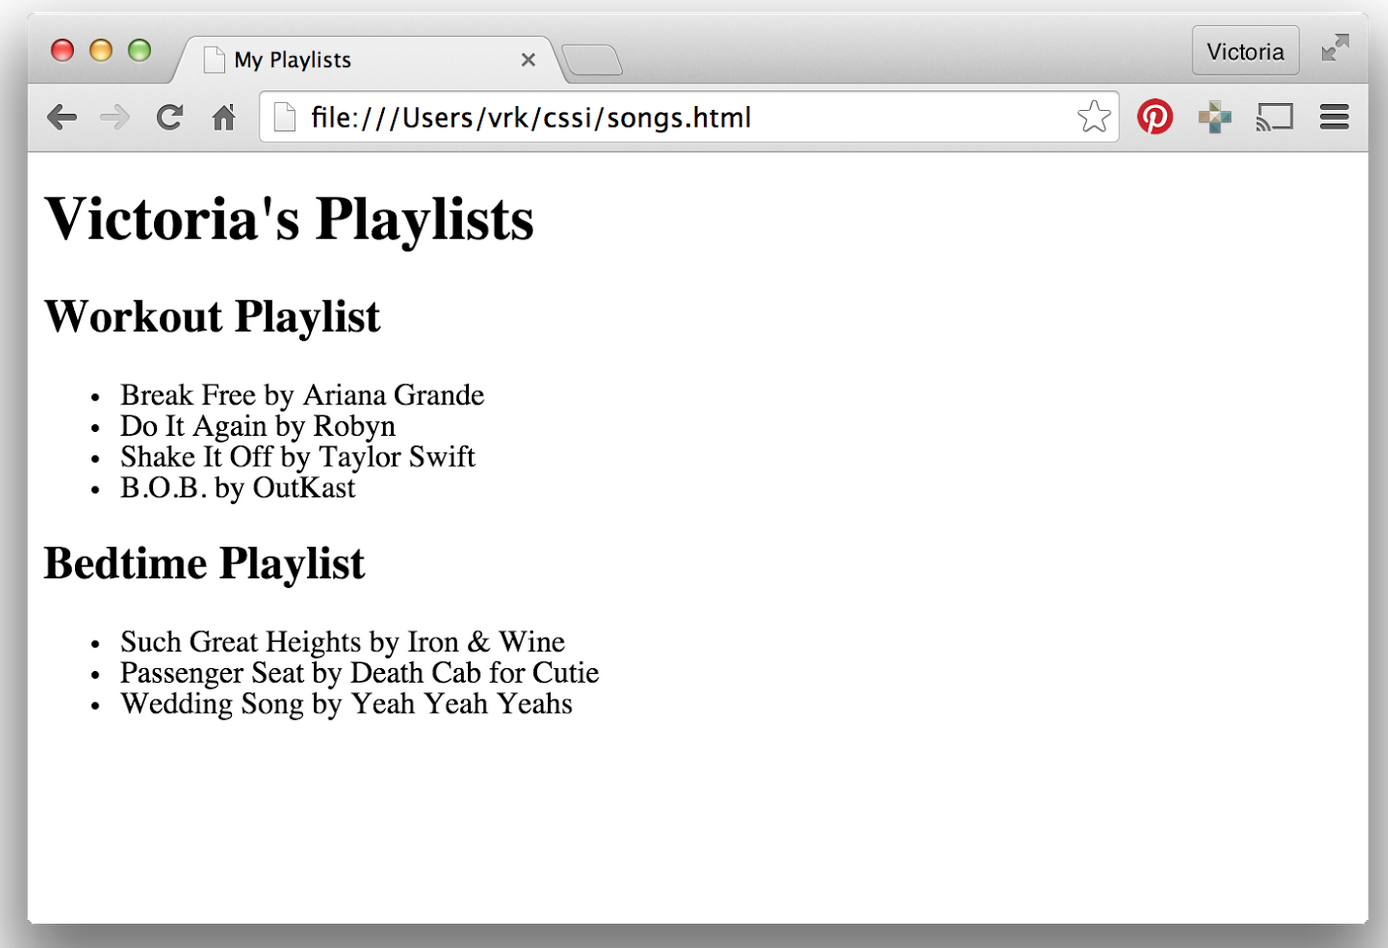 My Playlists
Victoria
file:///Users/vrk/cssi/songs.html
Victoria's Playlists
Workout Playlist
• Break Free by Ariana Grande
• Do It Again by Robyn
• Shake It Off by Taylor Swift
• B.O.B. by OutKast
Bedtime Playlist
• Such Great Heights by Iron & Wine
• Passenger Seat by Death Cab for Cutie
• Wedding Song by Yeah Yeah Yeahs